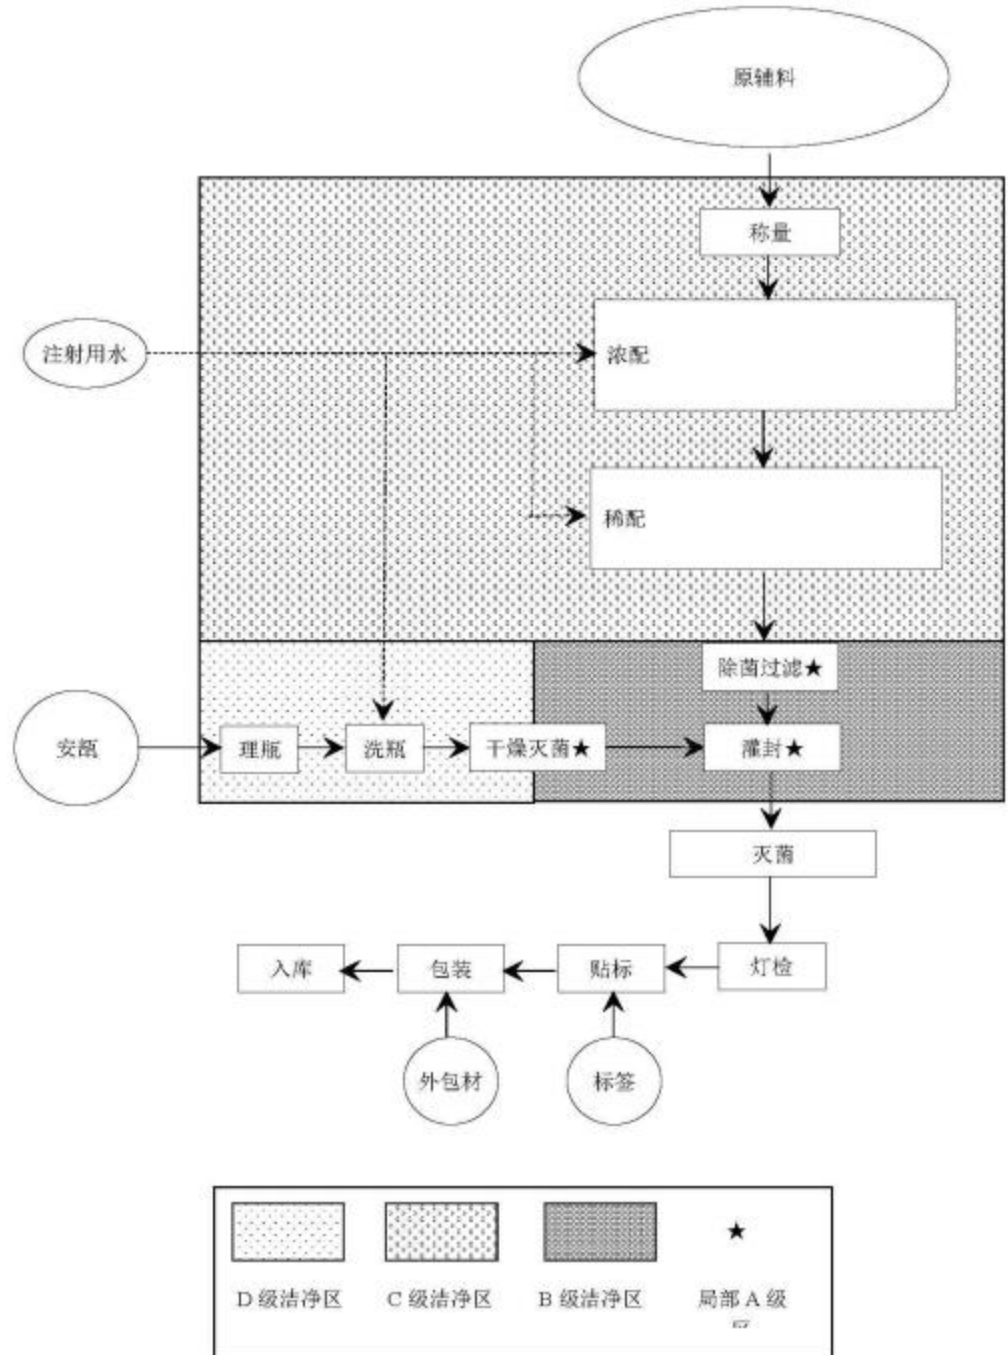 原辅料
称量
注射用水
浓配
稀配
除菌过滤★
安瓿
理瓶
洗瓶
干燥灭菌★
灌封★
灭菌
入库
包装
贴标
灯检
外包材
标签
★
D 级洁净区
C 级洁净区
B 级洁净区
局部 A 级